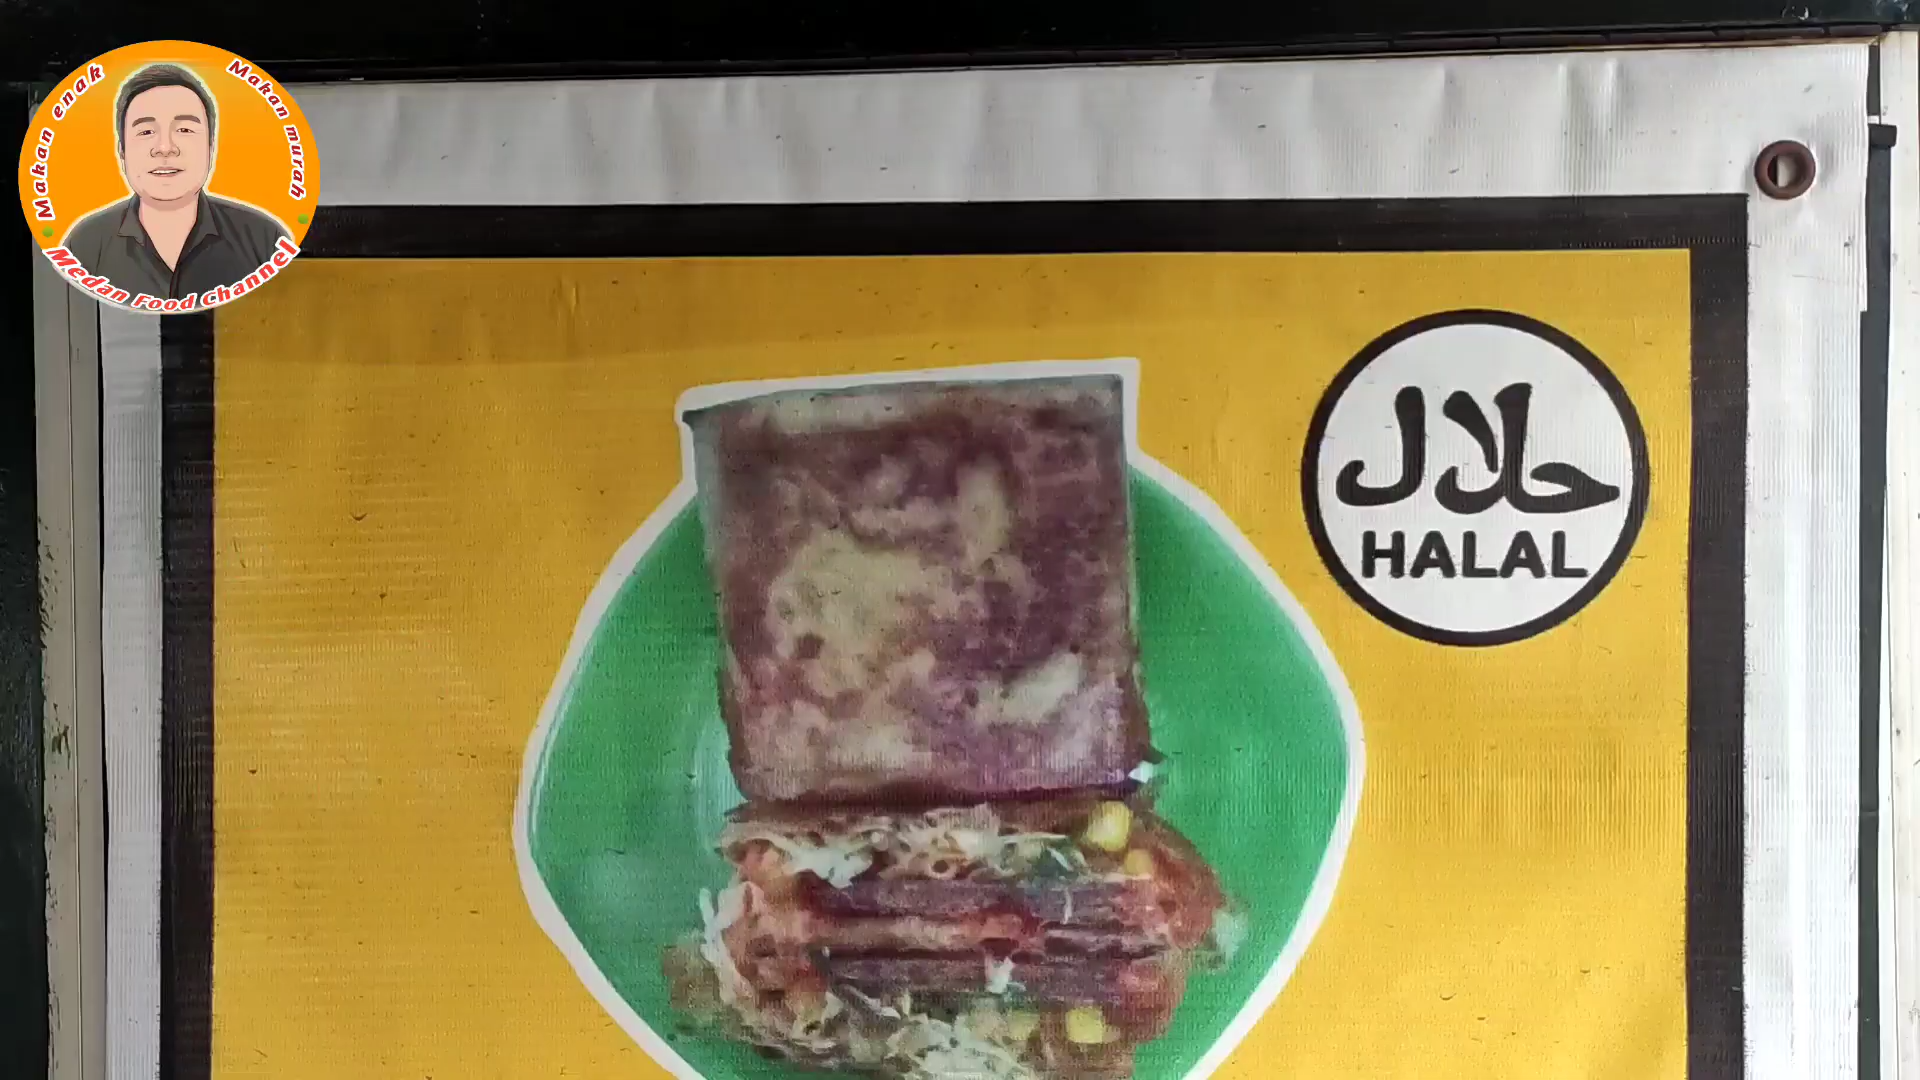 Makan enak
Makan murah
Medan Food Channel
حلال
HALAL